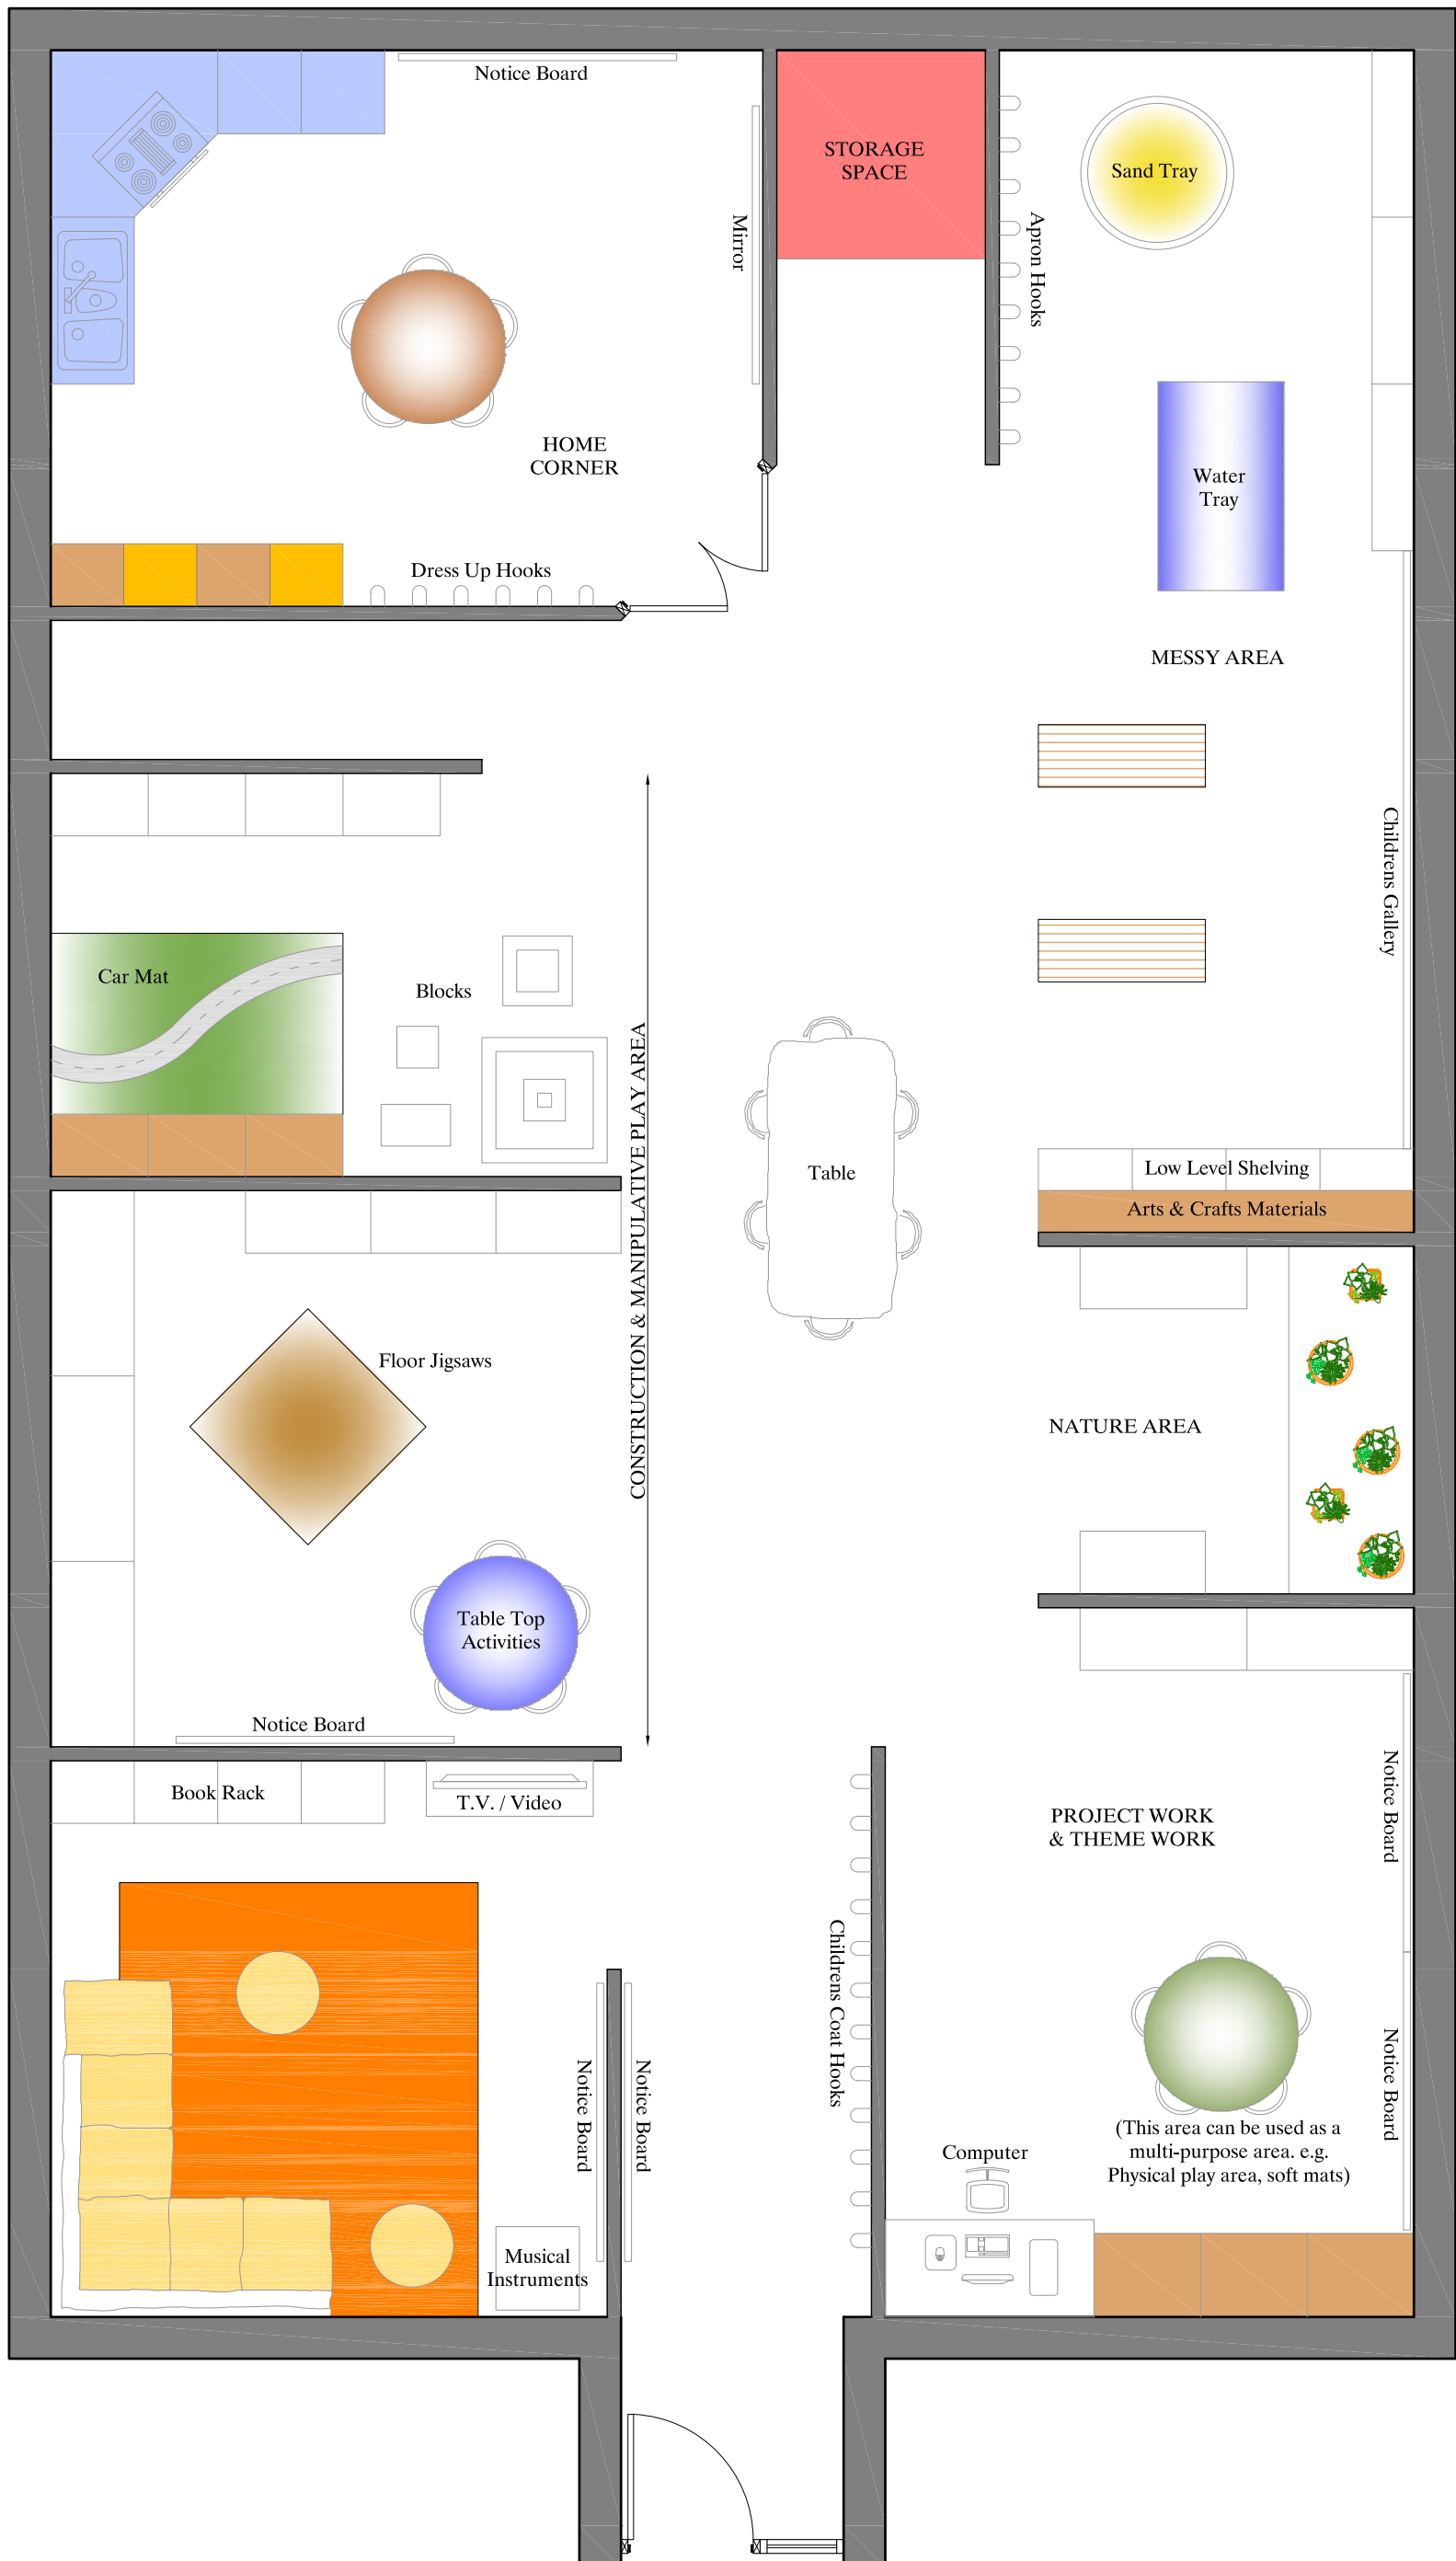 Notice Board
STORAGE
SPACE
Sand Tray
Mirror
Apron Hooks
HOME
CORNER
Water
Tray
Dress Up Hooks
MESSY AREA
Childrens Gallery
Car Mat
Blocks
CONSTRUCTION & MANIPULATIVE PLAY AREA
Table
Low Level Shelving
Arts & Crafts Materials
Floor Jigsaws
NATURE AREA
Table Top
Activities
Notice Board
Book Rack
T.V. / Video
PROJECT WORK
& THEME WORK
Notice Board
Childrens Coat Hooks
Notice Board
Notice Board
Notice Board
(This area can be used as a
multi-purpose area. e.g.
Physical play area, soft mats)
Computer
Musical
Instruments